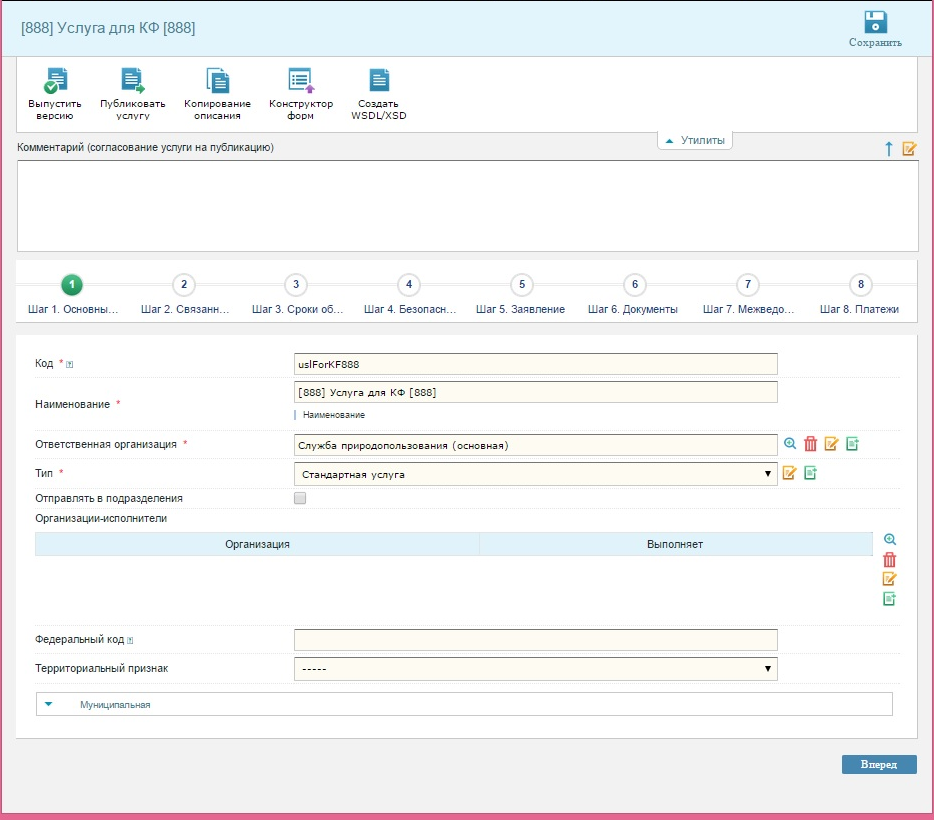 [888] Услуга для КФ [888]
Сохранить
Выпустить версию
Публиковать услугу
Копирование описания
Конструктор форм
Создать WSDL/XSD
Утилиты
Комментарий (согласование услуги на публикацию)
1 2 3 4 5 6 7 8
Шаг 1. Основны... Шаг 2. Связанн... Шаг 3. Сроки об... Шаг 4. Безопасн... Шаг 5. Заявление Шаг 6. Документы Шаг 7. Межведо... Шаг 8. Платежи
Код * [?] uslForKF888
Наименование * [888] Услуга для КФ [888]
Наименование
Ответственная организация * Служба природопользования (основная)
Тип * Стандартная услуга
Отправлять в подразделения
Организации-исполнители
Организация Выполняет
Федеральный код [?]
Территориальный признак -----
Муниципальная
Вперед